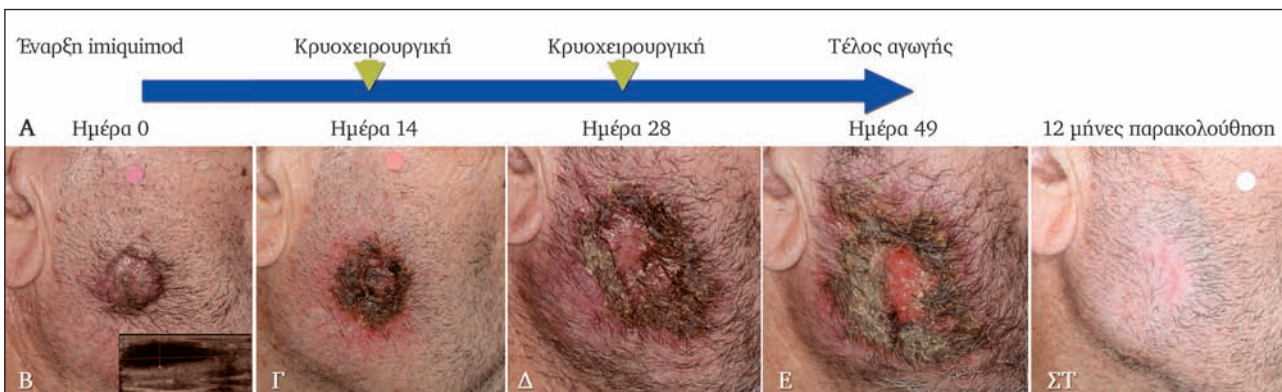 Έναρξη imiquimod Κρυοχειρουργική Κρυοχειρουργική Τέλος αγωγής
Α Ημέρα 0 Ημέρα 14 Ημέρα 28 Ημέρα 49 12 μήνες παρακολούθηση
Β Γ Δ Ε ΣΤ